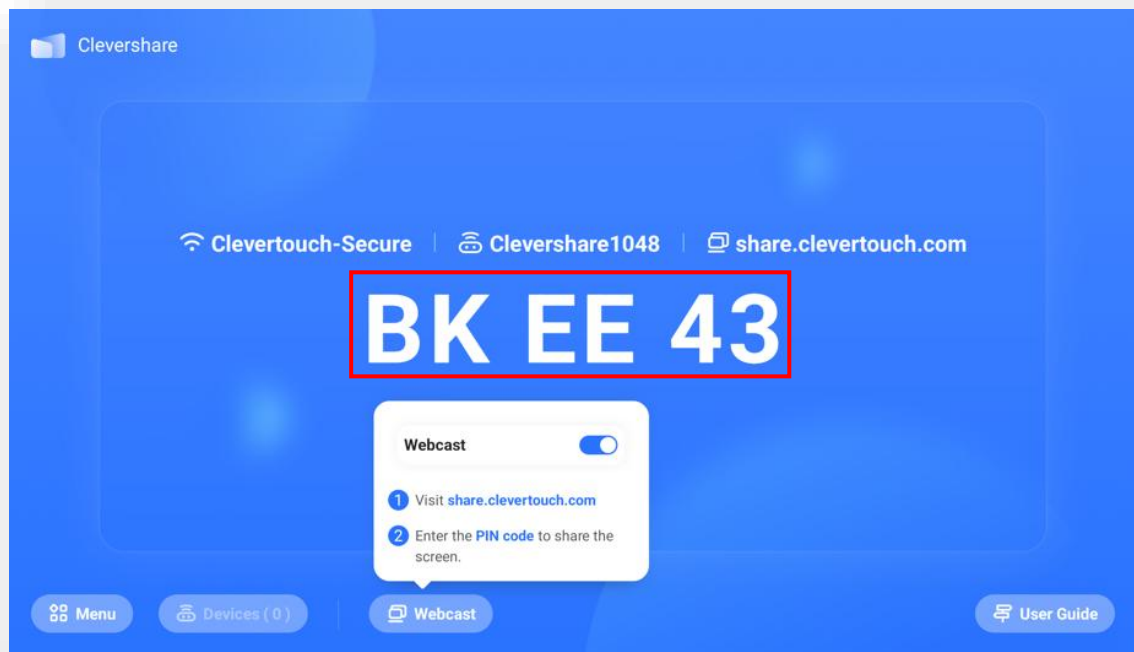 Clevershare
Clevertouch-Secure Clevershare1048 share.clevertouch.com
BK EE 43
Webcast
1 Visit share.clevertouch.com
2 Enter the PIN code to share the
screen.
Menu Devices ( 0 ) Webcast User Guide